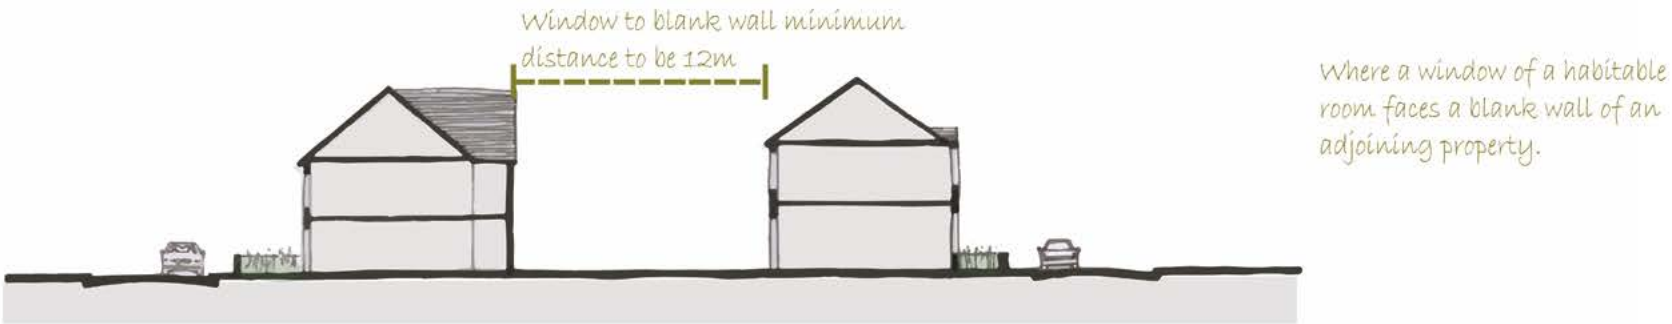 Window to blank wall minimum
distance to be 12m
Where a window of a habitable
room faces a blank wall of an
adjoining property.